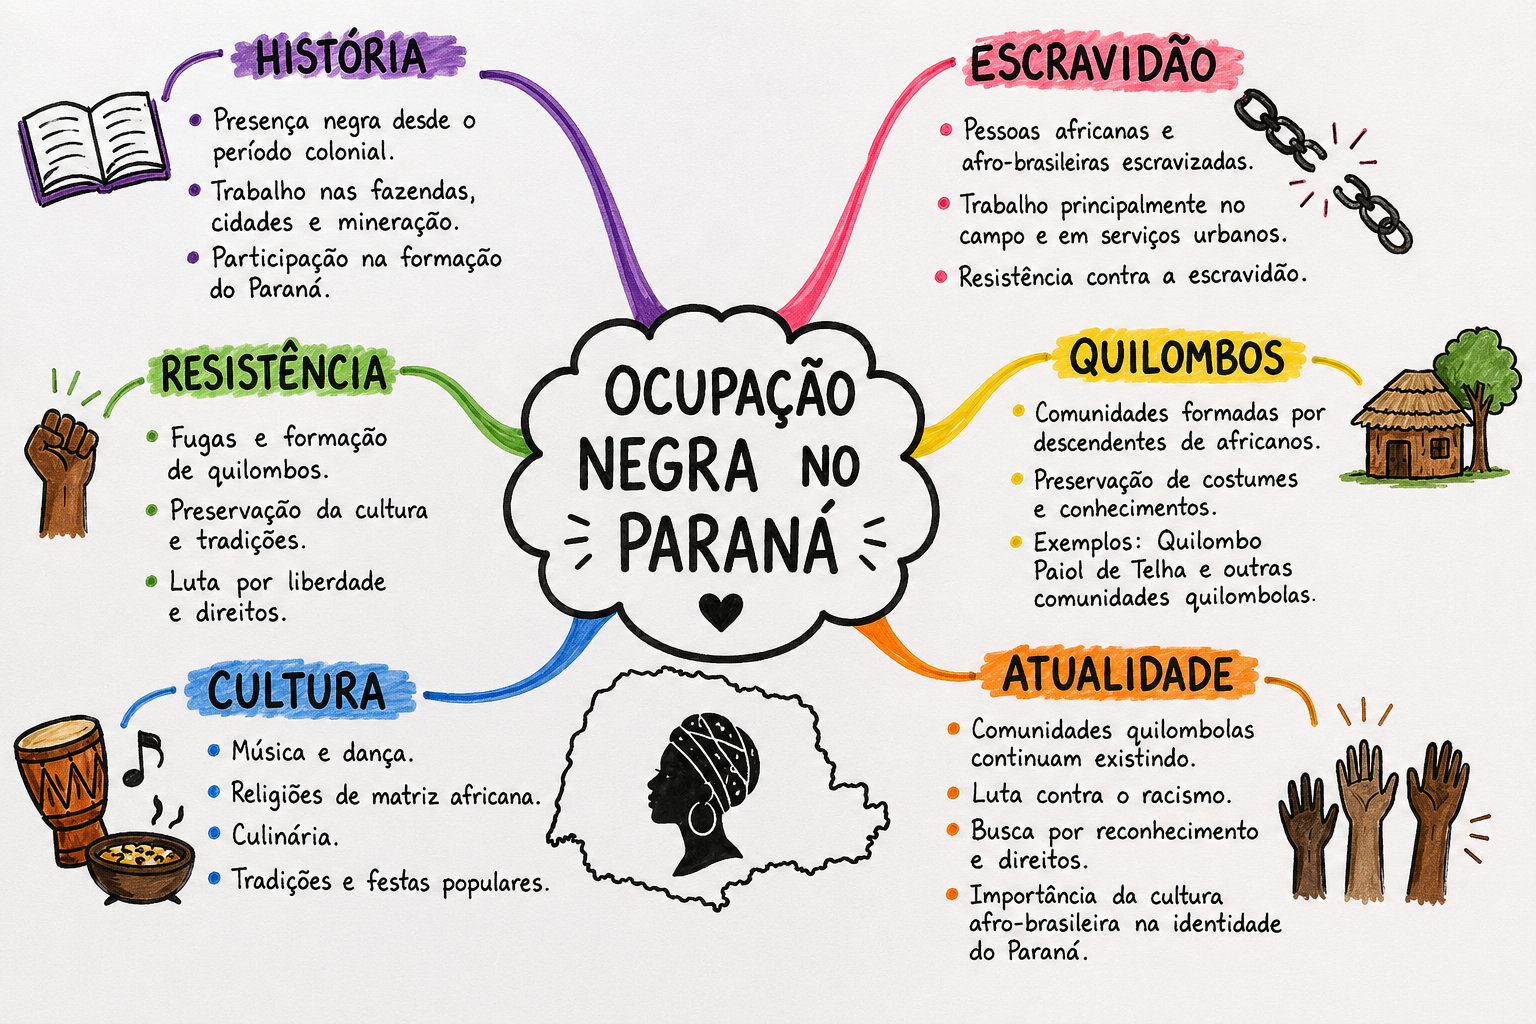 HISTÓRIA
Presença negra desde o
período colonial.
Trabalho nas fazendas,
cidades e mineração.
Participação na formação
do Paraná.
ESCRAVIDÃO
Pessoas africanas e
afro-brasileiras escravizadas.
Trabalho principalmente no
campo e em serviços urbanos.
Resistência contra a escravidão.
OCUPAÇÃO
NEGRA NO
PARANÁ
RESISTÊNCIA
Fugas e formação
de quilombos.
Preservação da cultura
e tradições.
Luta por liberdade
e direitos.
QUILOMBOS
Comunidades formadas por
descendentes de africanos.
Preservação de costumes
e conhecimentos.
Exemplos: Quilombo
Paiol de Telha e outras
comunidades quilombolas.
CULTURA
Música e dança.
Religiões de matriz africana.
Culinária.
Tradições e festas populares.
ATUALIDADE
Comunidades quilombolas
continuam existindo.
Luta contra o racismo.
Busca por reconhecimento
e direitos.
Importância da cultura
afro-brasileira na identidade
do Paraná.